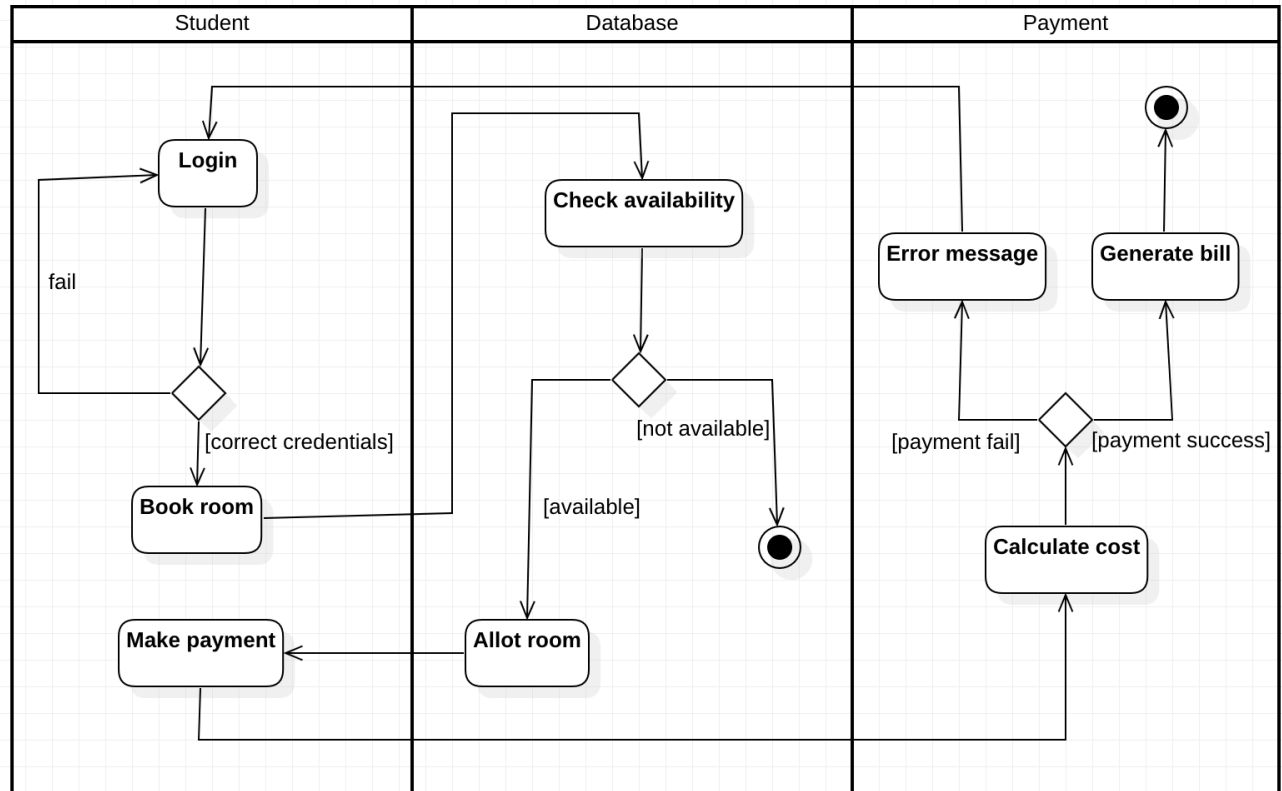 Student
Database
Payment
Login
Check availability
Error message
Generate bill
fail
[correct credentials]
[not available]
[payment fail]
[payment success]
Book room
[available]
Calculate cost
Make payment
Allot room